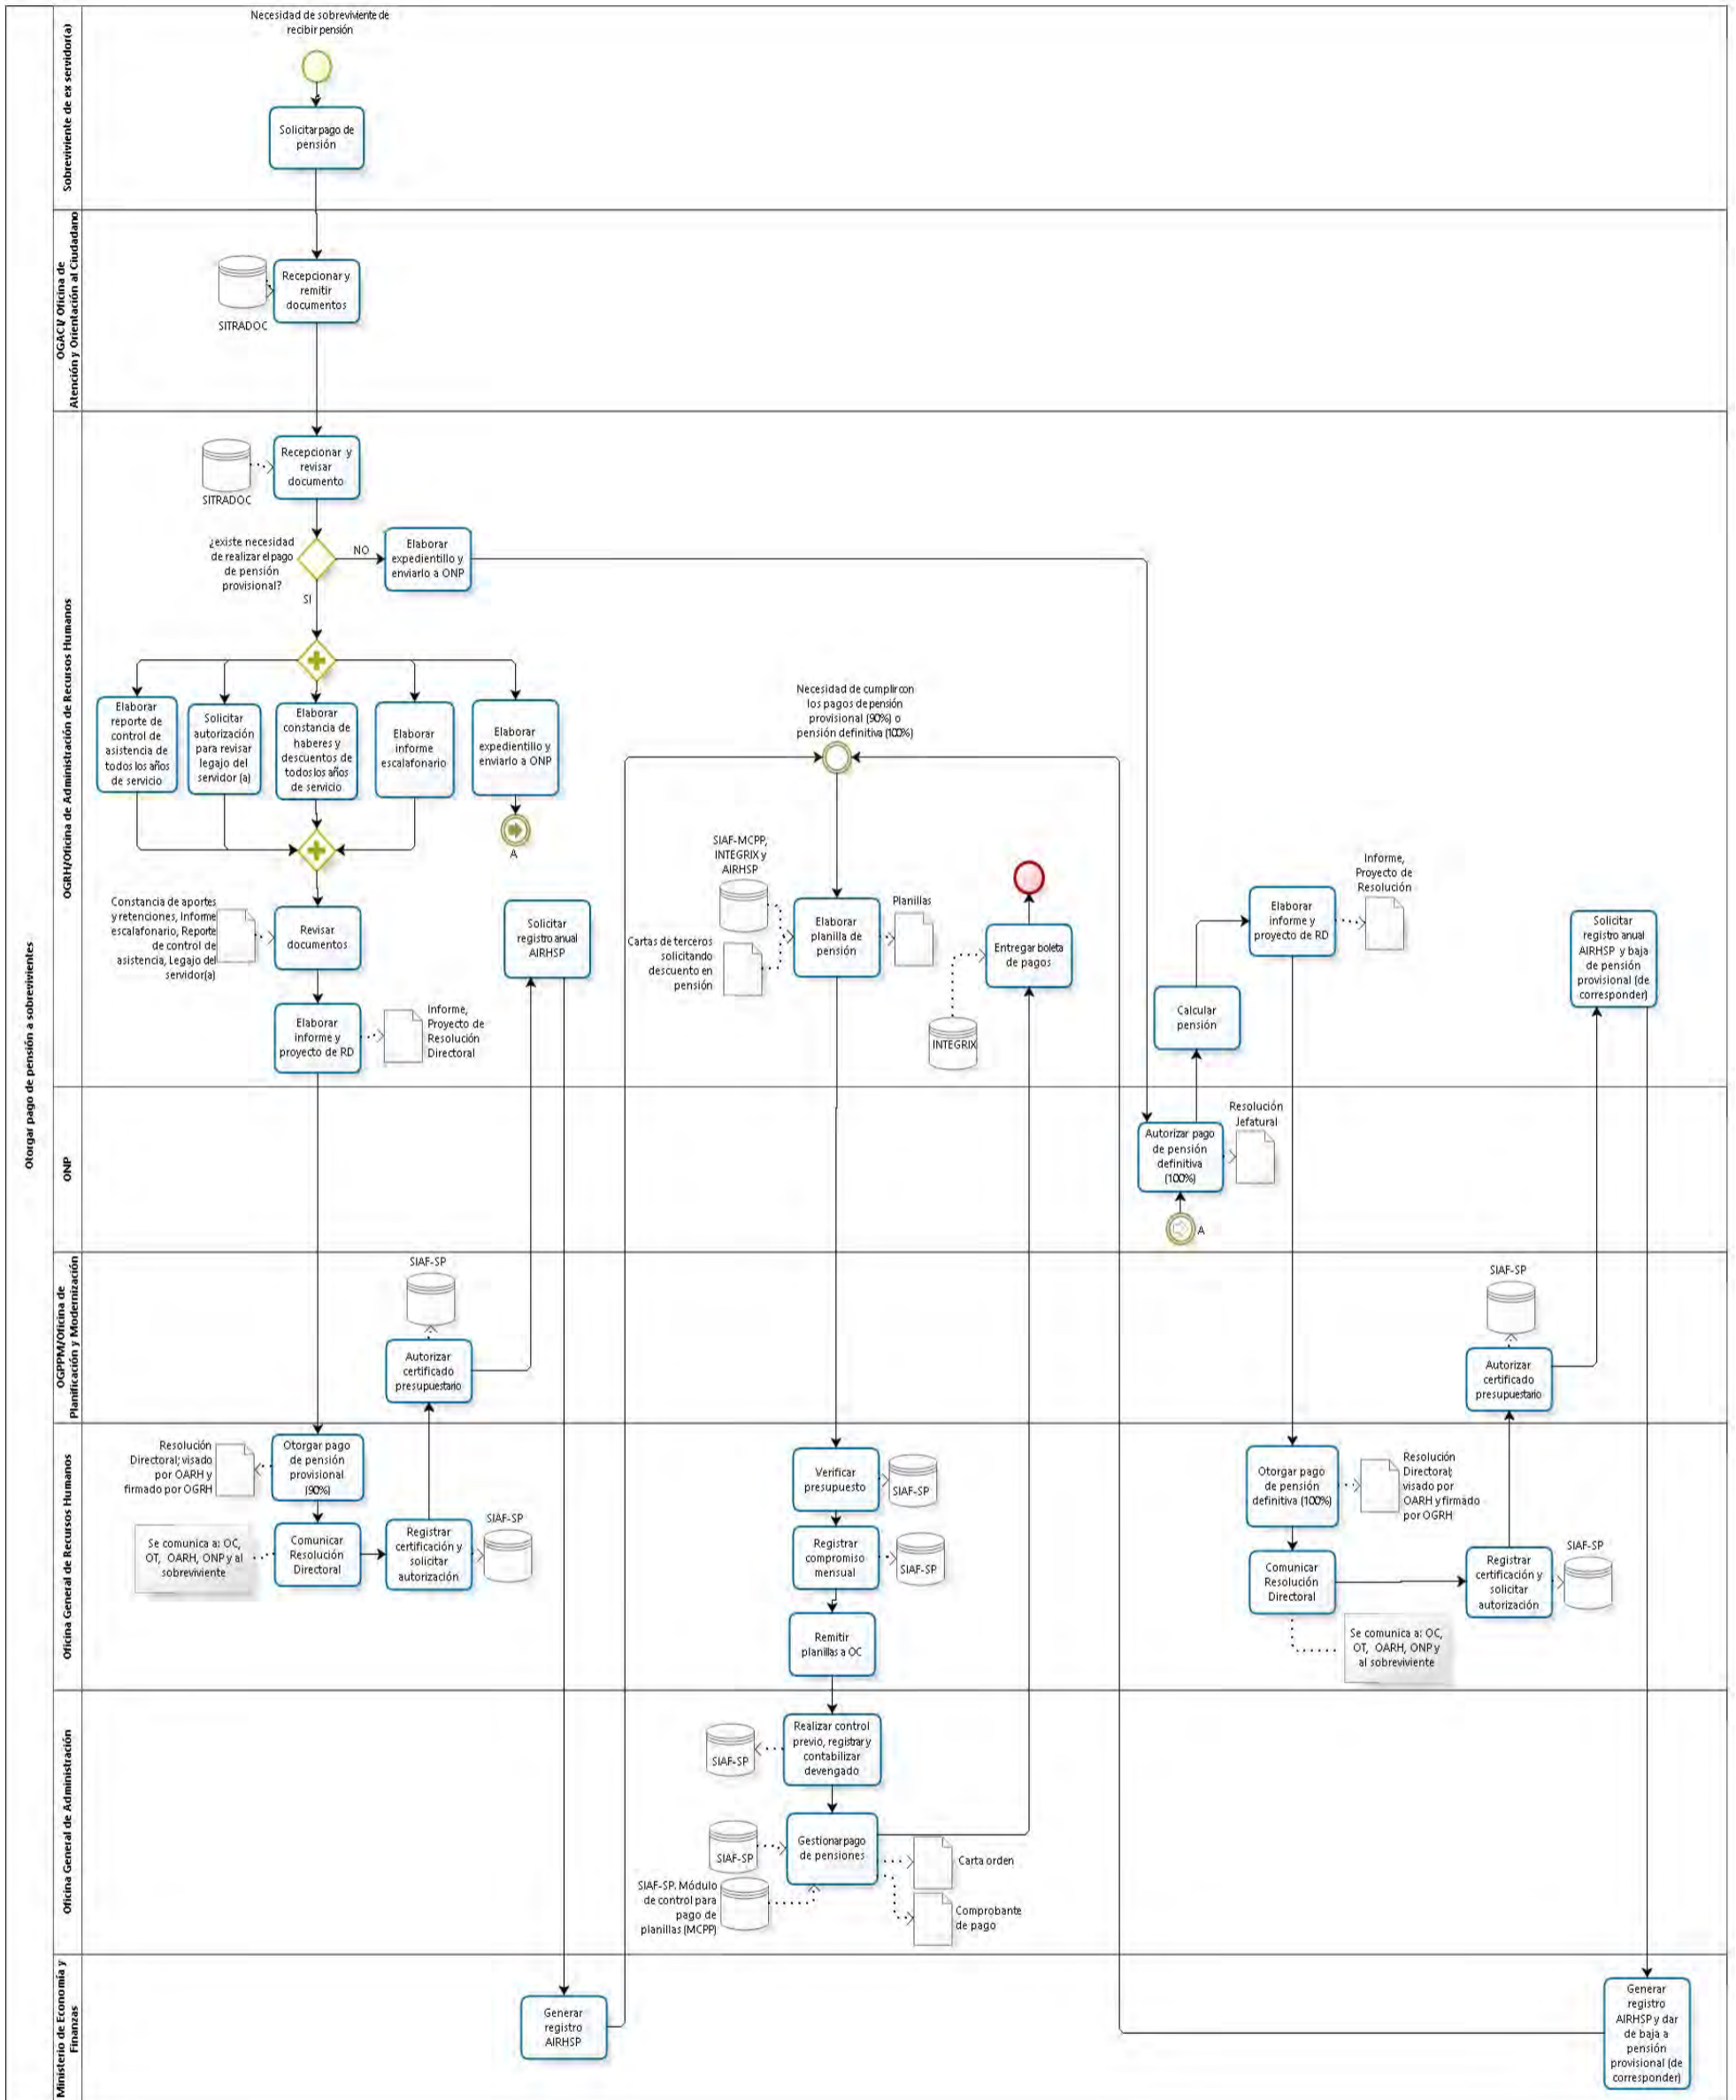 Otorgar pago de pensión a sobrevivientes
Sobreviviente de ex servidor(a)
Necesidad de sobreviviente de
recibir pensión
Solicitar pago de
pensión
OGACI/ Oficina de
Atención y Orientación al Ciudadano
Recepcionar y
remitir
documentos
SITRADOC
OGRH/Oficina de Administración de Recursos Humanos
Recepcionar y
revisar
documento
SITRADOC
¿existe necesidad
de realizar el pago
de pensión
provisional?
NO
SI
Elaborar
expedientillo y
enviarlo a ONP
Elaborar
reporte de
control de
asistencia de
todos los años
de servicio
Solicitar
autorización
para revisar
legajo del
servidor (a)
Elaborar
constancia de
haberes y
descuentos de
todos los años
de servicio
Elaborar
informe
escalafonario
Elaborar
expedientillo y
enviarlo a ONP
A
Constancia de aportes
y retenciones, Informe
escalafonario, Reporte
de control de
asistencia, Legajo del
servidor(a)
Revisar
documentos
Elaborar
informe y
proyecto de RD
Informe,
Proyecto de
Resolución
Directoral
Solicitar
registro anual
AIRHSP
Necesidad de cumplir con
los pagos de pensión
provisional (90%) o
pensión definitiva (100%)
SIAF-MCPP,
INTEGRIX y
AIRHSP
Cartas de terceros
solicitando
descuento en
pensión
Elaborar
planilla de
pensión
Planillas
Entregar boleta
de pagos
INTEGRIX
Calcular
pensión
Elaborar
informe y
proyecto de RD
Informe,
Proyecto de
Resolución
Solicitar
registro anual
AIRHSP y baja
de pensión
provisional (de
corresponder)
ONP
Autorizar pago
de pensión
definitiva
(100%)
Resolución
Jefatural
A
OGPPM/Oficina de
Planificación y Modernización
SIAF-SP
Autorizar
certificado
presupuestario
SIAF-SP
Autorizar
certificado
presupuestario
Oficina General de Recursos Humanos
Resolución
Directoral; visado
por OARH y
firmado por OGRH
Otorgar pago
de pensión
provisional
(90%)
Se comunica a: OC,
OT, OARH, ONP y al
sobreviviente
Comunicar
Resolución
Directoral
Registrar
certificación y
solicitar
autorización
SIAF-SP
Verificar
presupuesto
SIAF-SP
Registrar
compromiso
mensual
SIAF-SP
Remitir
planillas a OC
Otorgar pago
de pensión
definitiva (100%)
Resolución
Directoral;
visado por
OARH y firmado
por OGRH
Comunicar
Resolución
Directoral
Se comunica a: OC,
OT, OARH, ONP y
al sobreviviente
Registrar
certificación y
solicitar
autorización
SIAF-SP
Oficina General de Administración
Realizar control
previo, registrar y
contabilizar
devengado
SIAF-SP
Gestionar pago
de pensiones
SIAF-SP
SIAF-SP. Módulo
de control para
pago de
planillas (MCPP)
Carta orden
Comprobante
de pago
Ministerio de Economía y
Finanzas
Generar
registro
AIRHSP
Generar
registro
AIRHSP y dar
de baja a
pensión
provisional (de
corresponder)